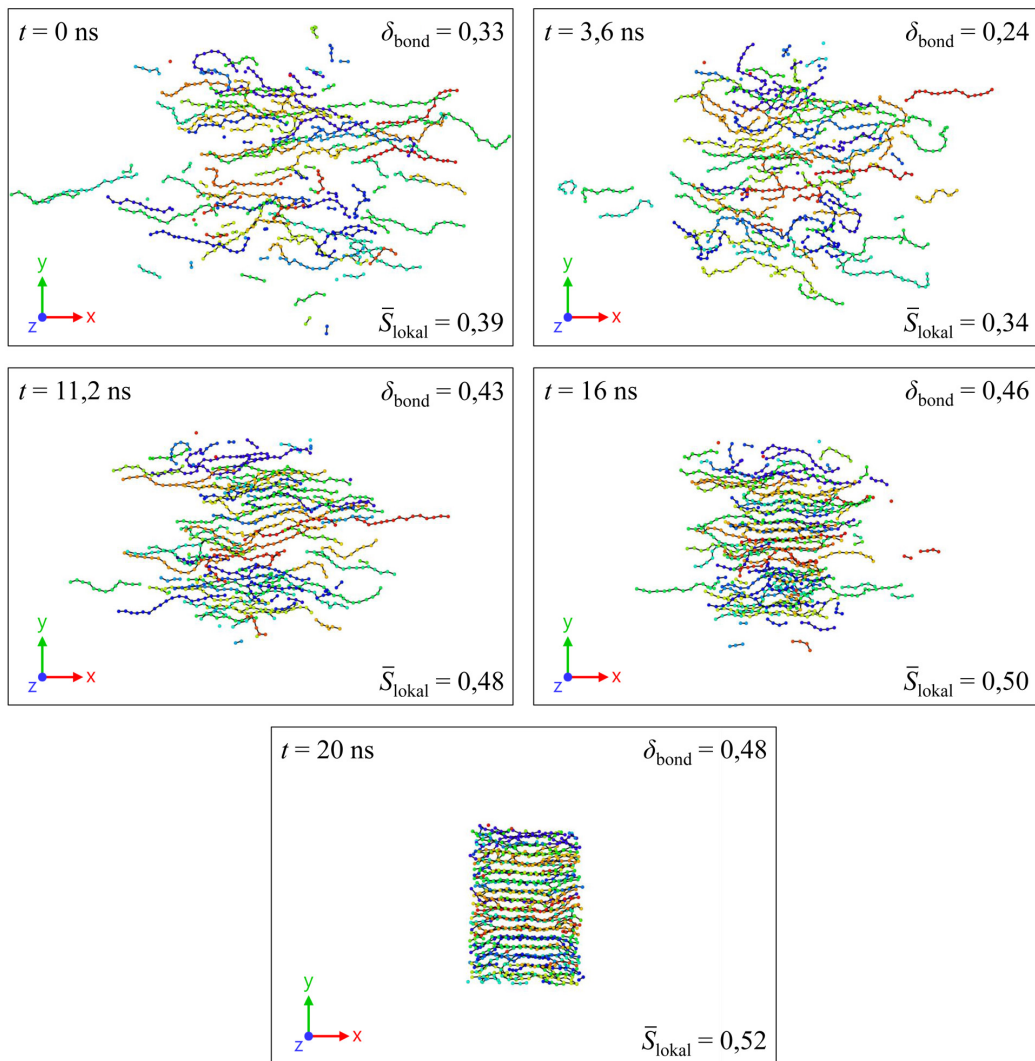 t = 0 ns δbond = 0,33
y
z x
S̅lokal = 0,39
t = 3,6 ns δbond = 0,24
y
z x
S̅lokal = 0,34
t = 11,2 ns δbond = 0,43
y
z x
S̅lokal = 0,48
t = 16 ns δbond = 0,46
y
z x
S̅lokal = 0,50
t = 20 ns δbond = 0,48
y
z x
S̅lokal = 0,52